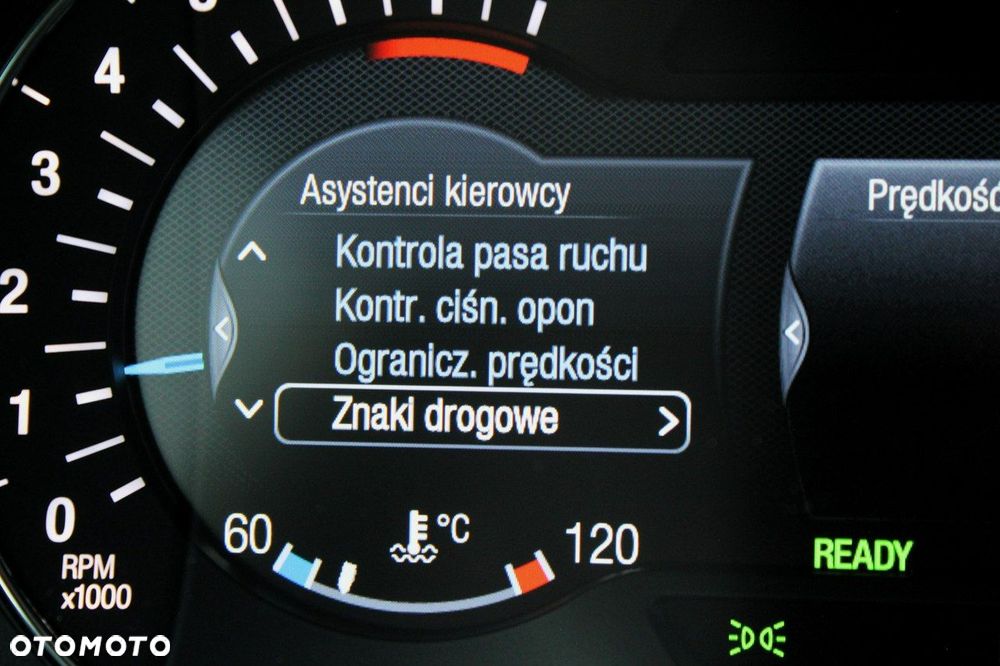 4
3
2
1
0
RPM
x1000
Asystenci kierowcy
Kontrola pasa ruchu
Kontr. ciśn. opon
Ogranicz. prędkości
Znaki drogowe
60
°C
120
Prędkość
READY
OTOMOTO